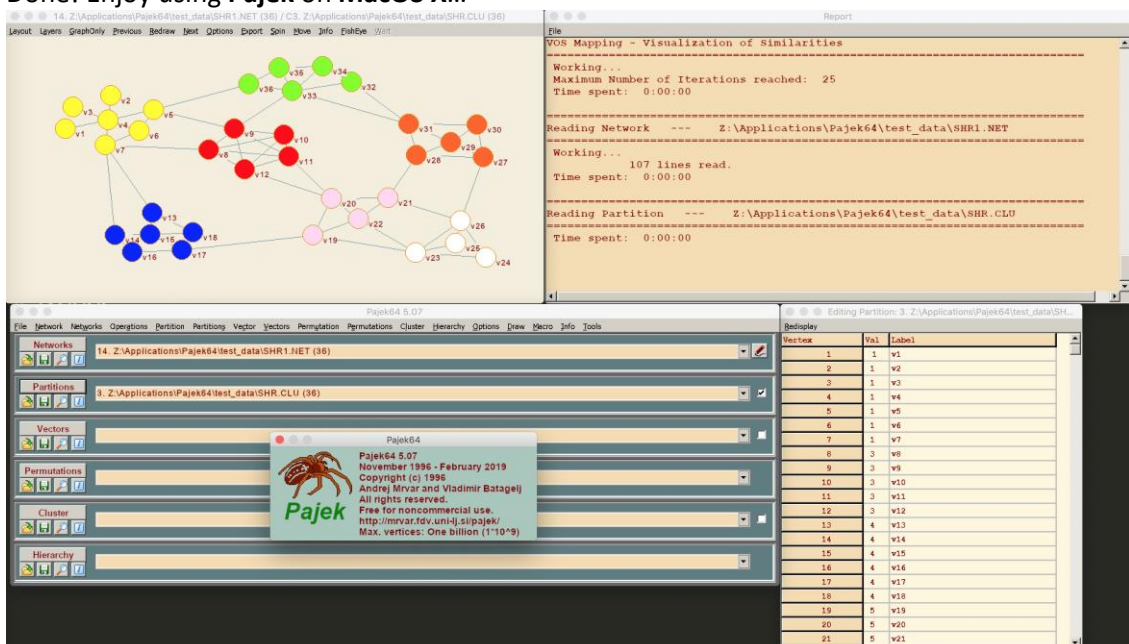 Done! Enjoy using Pajek on MacOS X!!!
14. Z:\Applications\Pajek64\test_data\SHR1.NET (36) / C3. Z:\Applications\Pajek64\test_data\SHR.CLU (36)
Layout Layers GraphOnly Previous Redraw Next Options Export Spin Move Info FishEye Wait
v36
v34
v36
v33
v32
v2
v3
v5
v1
v4
v6
v7
v9
v10
v8
v11
v12
v31
v30
v29
v28
v27
v20
v21
v22
v19
v26
v25
v23
v24
v13
v14
v15
v18
v16
v17
Report
File
VOS Mapping - Visualization of Similarities
Working...
Maximum Number of Iterations reached: 25
Time spent: 0:00:00
Reading Network --- Z:\Applications\Pajek64\test_data\SHR1.NET
Working...
107 lines read.
Time spent: 0:00:00
Reading Partition --- Z:\Applications\Pajek64\test_data\SHR.CLU
Time spent: 0:00:00
Pajek64 5.07
File Network Networks Operations Partition Partitions Vector Vectors Permutation Permutations Cluster Hierarchy Options Draw Macro Info Tools
Networks
14. Z:\Applications\Pajek64\test_data\SHR1.NET (36)
Partitions
3. Z:\Applications\Pajek64\test_data\SHR.CLU (36)
Vectors
Permutations
Cluster
Hierarchy
Pajek64
Pajek
Pajek64 5.07
November 1996 - February 2019
Copyright (c) 1996
Andrej Mrvar and Vladimir Batagelj
All rights reserved.
Free for noncommercial use.
http://mrvar.fdv.uni-lj.si/pajek/
Max. vertices: One billion (1*10^9)
Editing Partition: 3. Z:\Applications\Pajek64\test_data\SH...
Redisplay
Vertex Val Label
1 1 v1
2 1 v2
3 1 v3
4 1 v4
5 1 v5
6 1 v6
7 1 v7
8 3 v8
9 3 v9
10 3 v10
11 3 v11
12 3 v12
13 4 v13
14 4 v14
15 4 v15
16 4 v16
17 4 v17
18 4 v18
19 5 v19
20 5 v20
21 5 v21